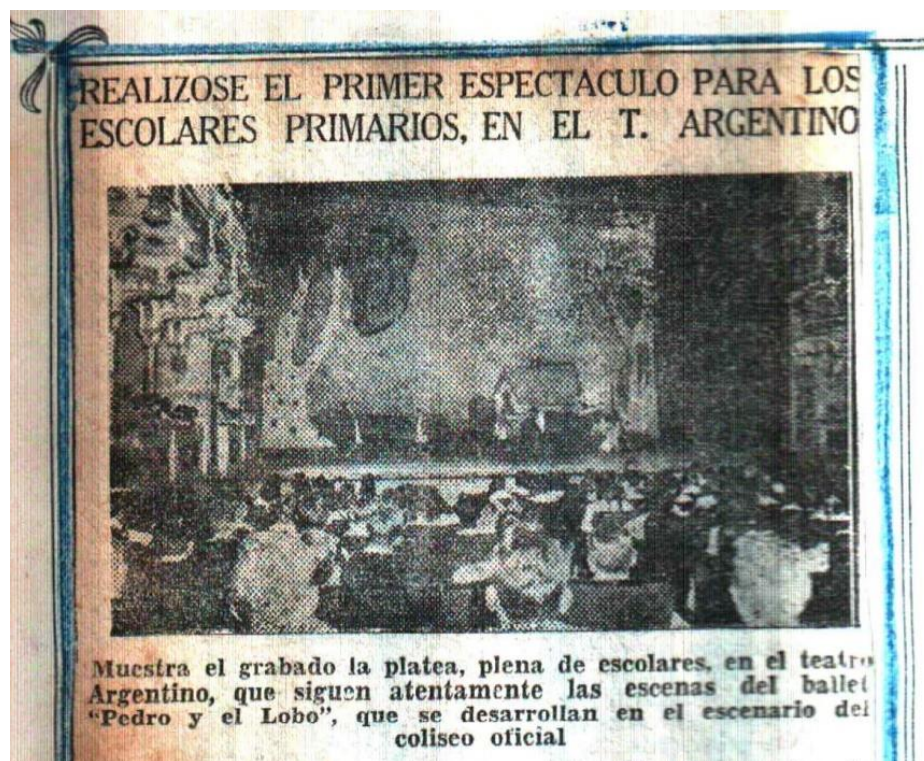 REALIZOSE EL PRIMER ESPECTACULO PARA LOS
ESCOLARES PRIMARIOS, EN EL T. ARGENTINO
Muestra el grabado la platea, plena de escolares, en el teatro
Argentino, que siguen atentamente las escenas del ballet
"Pedro y el Lobo", que se desarrollan en el escenario del
coliseo oficial